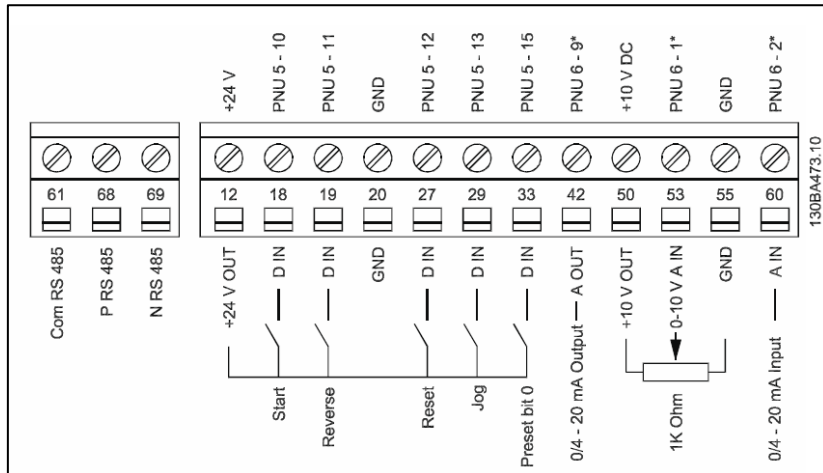 +24 V
PNU 5 - 10
PNU 5 - 11
GND
PNU 5 - 12
PNU 5 - 13
PNU 5 - 15
PNU 6 - 9*
+10 V DC
PNU 6 - 1*
GND
PNU 6 - 2*
61 68 69 12 18 19 20 27 29 33 42 50 53 55 60
Com RS 485
P RS 485
N RS 485
+24 V OUT
D IN
D IN
GND
D IN
D IN
D IN
0/4 - 20 mA Output A OUT
+10 V OUT
0-10 V A IN
GND
0/4 - 20 mA Input A IN
Start
Reverse
Reset
Jog
Preset bit 0
1K Ohm
130BA473.10